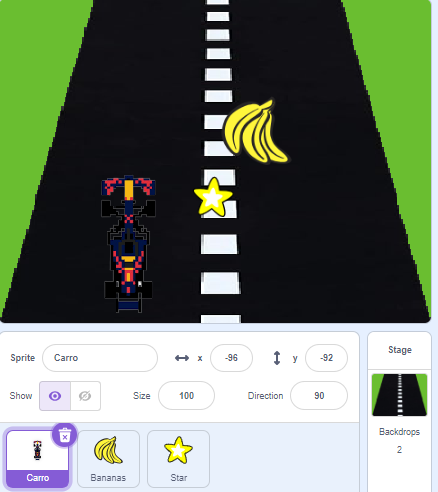 Sprite Carro x -96 y -92
Show Size 100 Direction 90
Carro Bananas Star
Stage
Backdrops
2